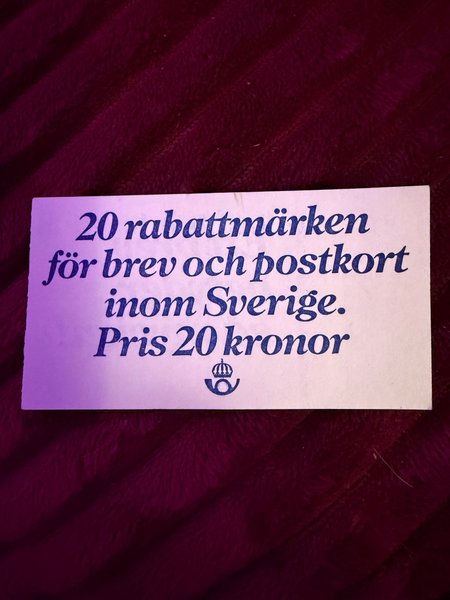 20 rabattmärken
för brev och postkort
inom Sverige.
Pris 20 kronor